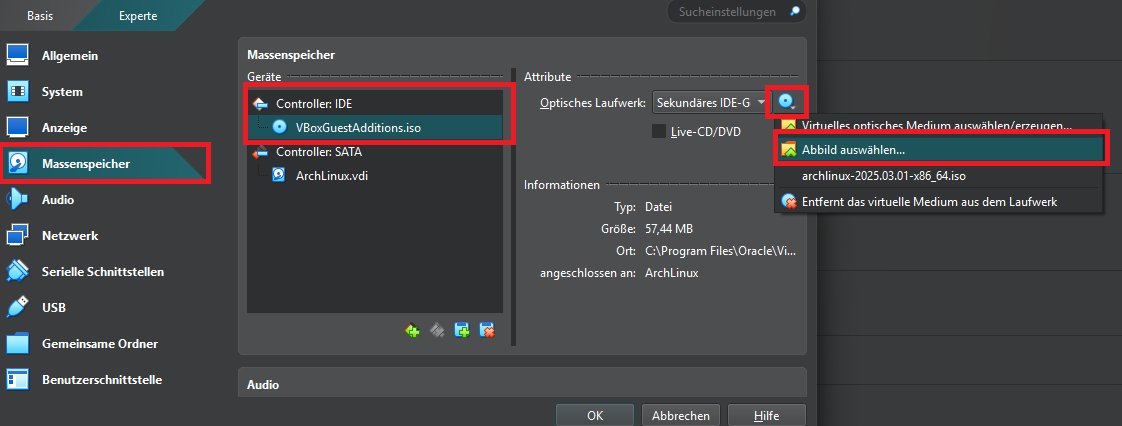 Basis
Experte
Sucheinstellungen
Allgemein
System
Anzeige
Massenspeicher
Audio
Netzwerk
Serielle Schnittstellen
USB
Gemeinsame Ordner
Benutzerschnittstelle
Massenspeicher
Geräte
Controller: IDE
VBoxGuestAdditions.iso
Controller: SATA
ArchLinux.vdi
Attribute
Optisches Laufwerk: Sekundäres IDE-G
Live-CD/DVD
Virtuelles optisches Medium auswählen/erzeugen...
Abbild auswählen...
archlinux-2025.03.01-x86_64.iso
Entfernt das virtuelle Medium aus dem Laufwerk
Informationen
Typ: Datei
Größe: 57,44 MB
Ort: C:\Program Files\Oracle\Vi...
angeschlossen an: ArchLinux
Audio
OK
Abbrechen
Hilfe